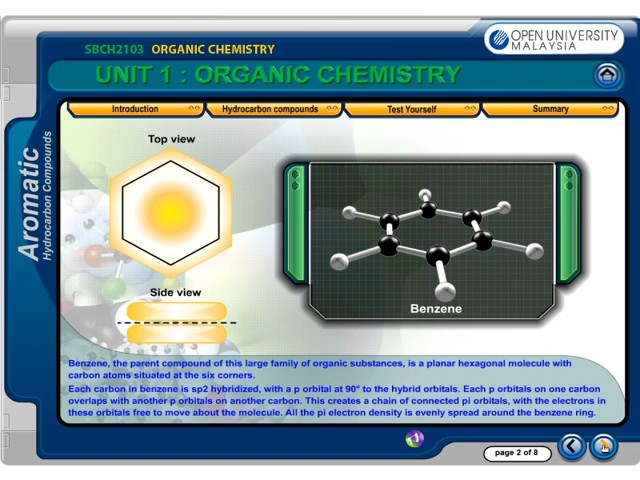 OPEN UNIVERSITY
MALAYSIA
SBCH2103 ORGANIC CHEMISTRY
UNIT 1 : ORGANIC CHEMISTRY
Introduction
Hydrocarbon compounds
Test Yourself
Summary
Aromatic
Hydrocarbon Compounds
Top view
Side view
Benzene
Benzene, the parent compound of this large family of organic substances, is a planar hexagonal molecule with
carbon atoms situated at the six corners.
Each carbon in benzene is sp2 hybridized, with a p orbital at 90° to the hybrid orbitals. Each p orbitals on one carbon
overlaps with another p orbitals on another carbon. This creates a chain of connected pi orbitals, with the electrons in
these orbitals free to move about the molecule. All the pi electron density is evenly spread around the benzene ring.
page 2 of 8